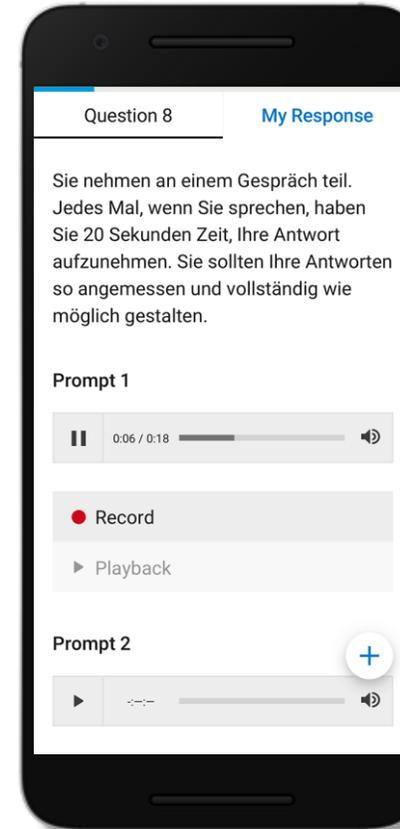 Question 8
My Response
Sie nehmen an einem Gespräch teil.
Jedes Mal, wenn Sie sprechen, haben
Sie 20 Sekunden Zeit, Ihre Antwort
aufzunehmen. Sie sollten Ihre Antworten
so angemessen und vollständig wie
möglich gestalten.
Prompt 1
0:06 / 0:18
Record
Playback
Prompt 2
-:--:--